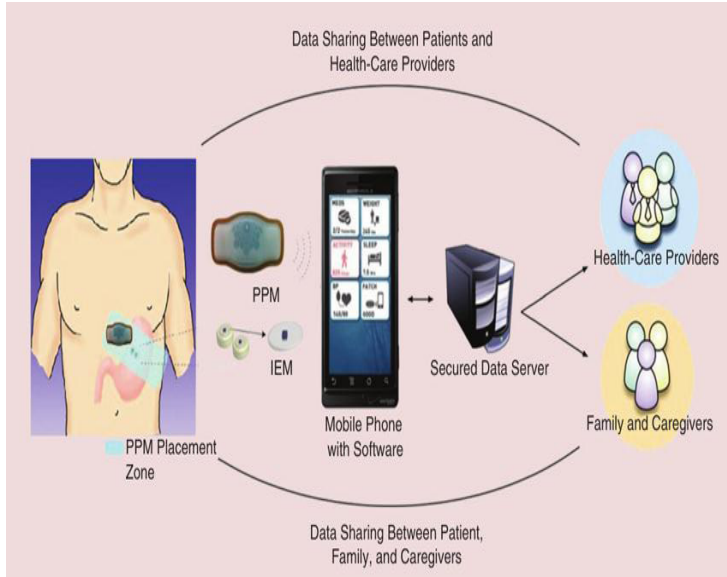 Data Sharing Between Patients and
Health-Care Providers
PPM
IEM
MEDS
WEIGHT
ACTIVITY
SLEEP
BP
PATCH
GOOD
Mobile Phone
with Software
Secured Data Server
Health-Care Providers
Family and Caregivers
PPM Placement
Zone
Data Sharing Between Patient,
Family, and Caregivers